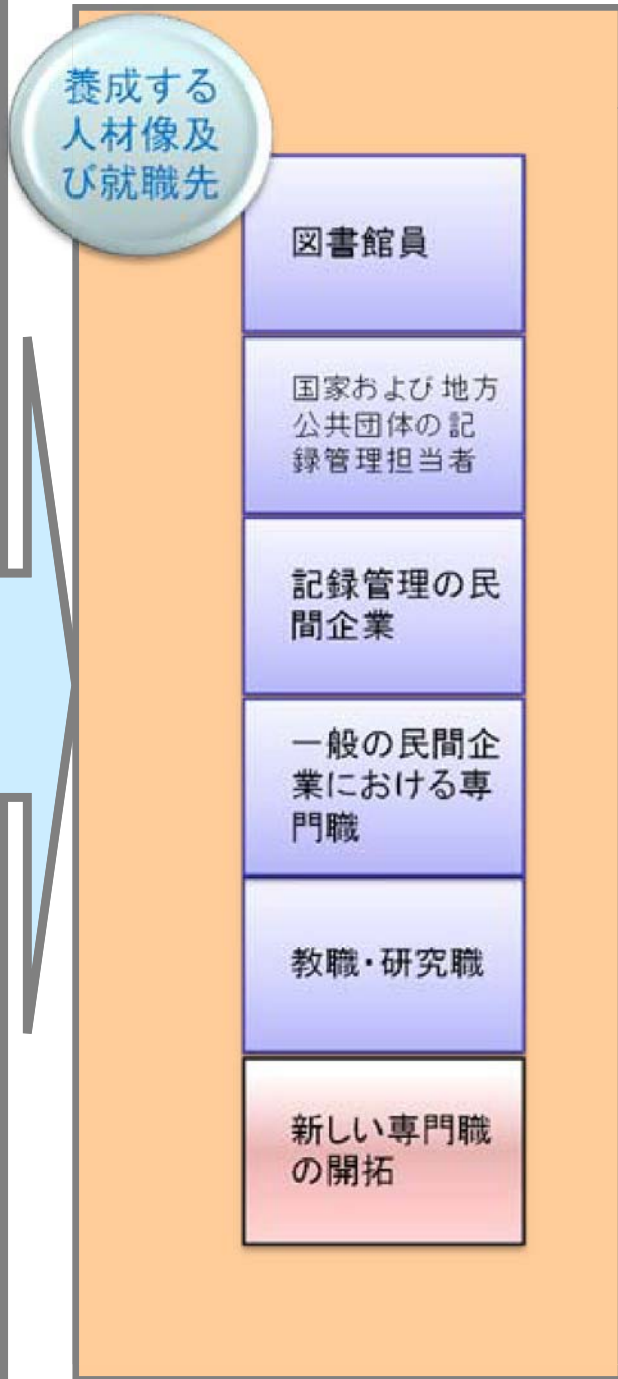 養成する
人材像及
び就職先
図書館員
国家および 地方
公共団体の記
録管理担当者
記録管理の民
間企業
一般の民間企
業における専
門職
教職・研究職
新しい専門職
の開拓